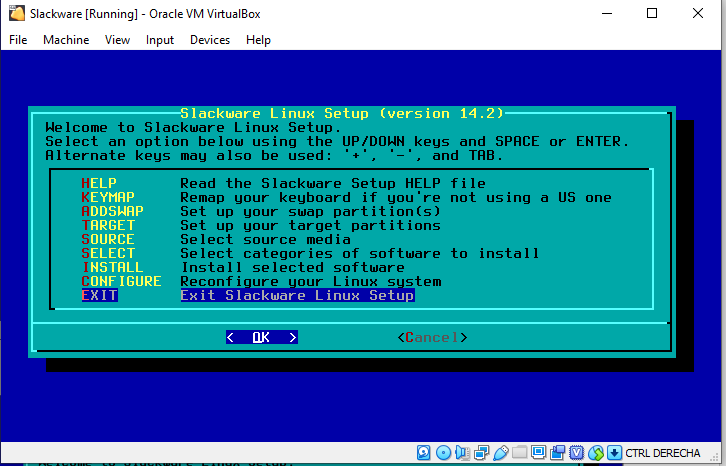 Slackware [Running] - Oracle VM VirtualBox
File Machine View Input Devices Help
Slackware Linux Setup (version 14.2)
Welcome to Slackware Linux Setup.
Select an option below using the UP/DOWN keys and SPACE or ENTER.
Alternate keys may also be used: '+', '-', and TAB.
HELP Read the Slackware Setup HELP file
KEYMAP Remap your keyboard if you're not using a US one
ADDSWAP Set up your swap partition(s)
TARGET Set up your target partitions
SOURCE Select source media
SELECT Select categories of software to install
INSTALL Install selected software
CONFIGURE Reconfigure your Linux system
EXIT Exit Slackware Linux Setup
< OK > <Cancel>
CTRL DERECHA
Welcome to Slackware Linux Setup.